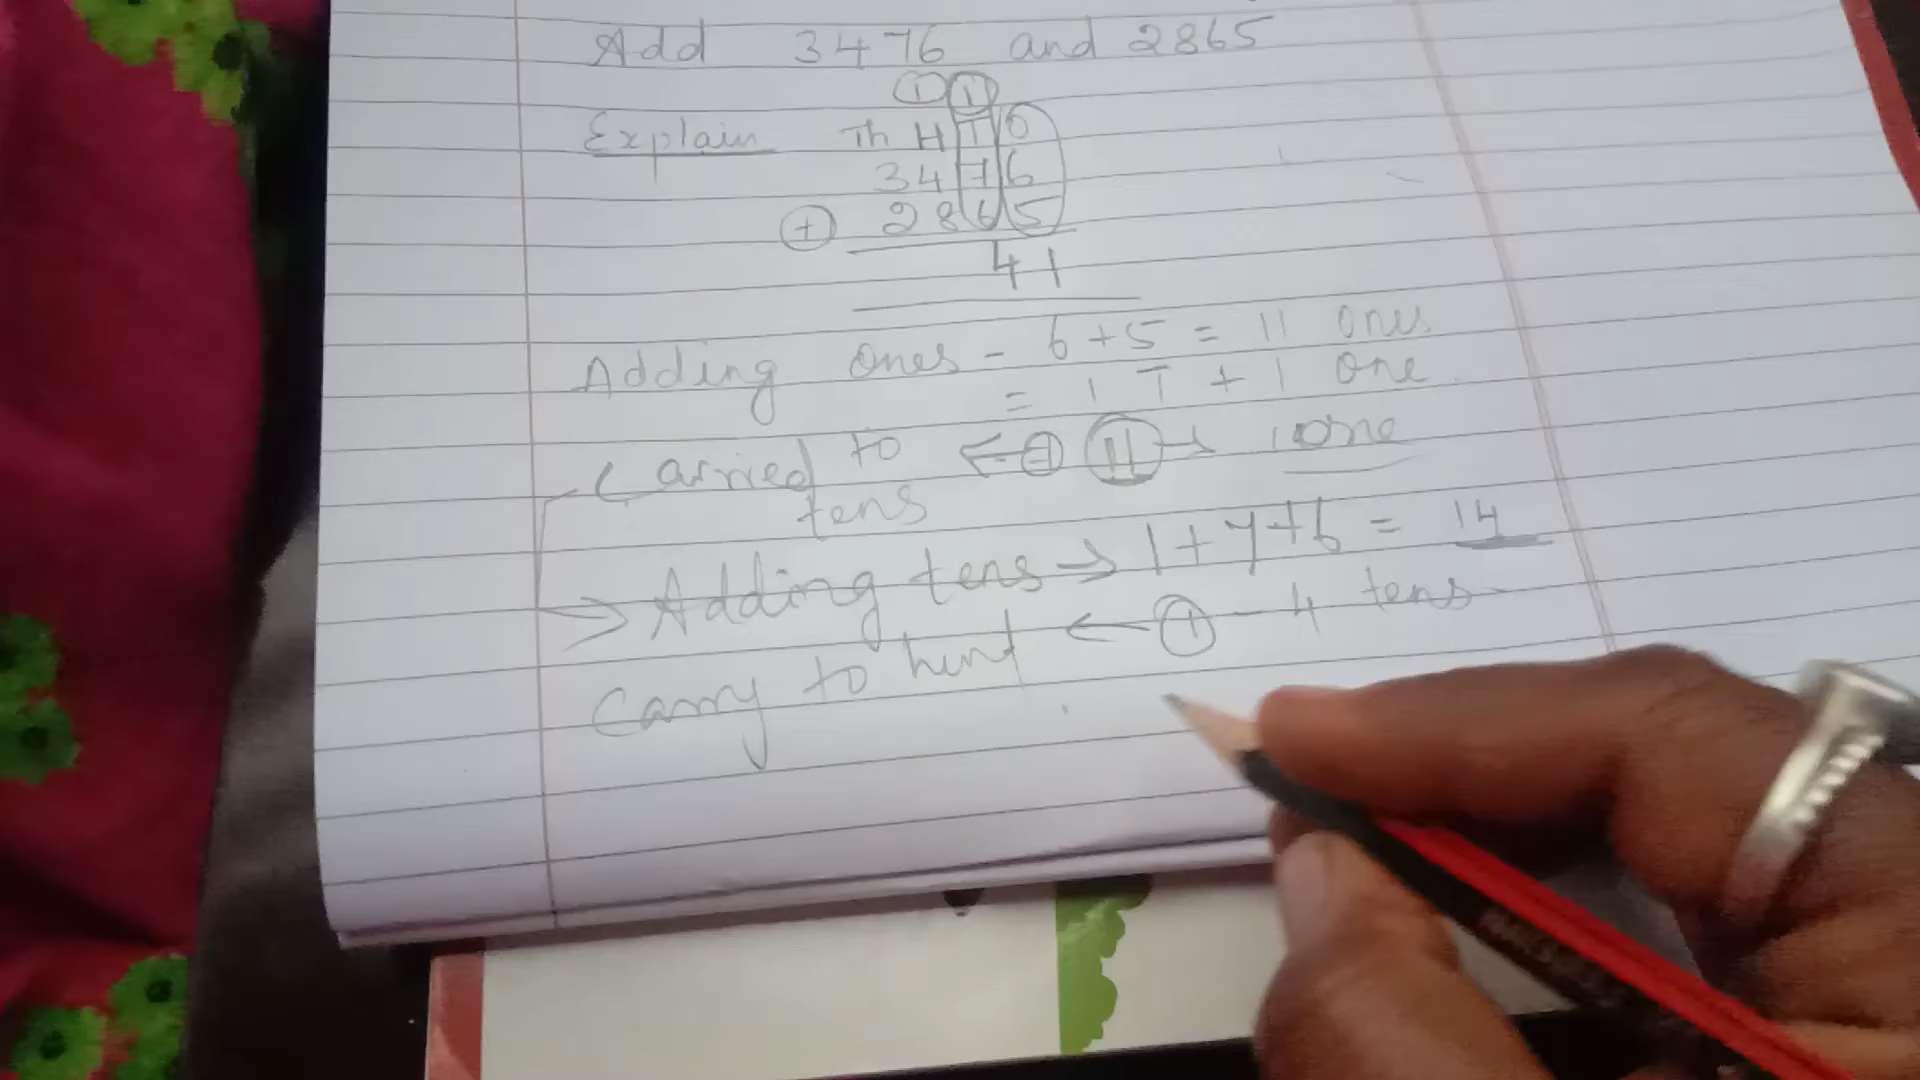 Add 3476 and 2865
1 1
Explain Th H T O
3476
+ 2865
41
Adding ones - 6+5 = 11 ones
= 1 T + 1 one
Carried to ← 1 11 → 1 one
tens
→ Adding tens → 1+7+6 = 14
Carry to hund ← 1 - 4 tens